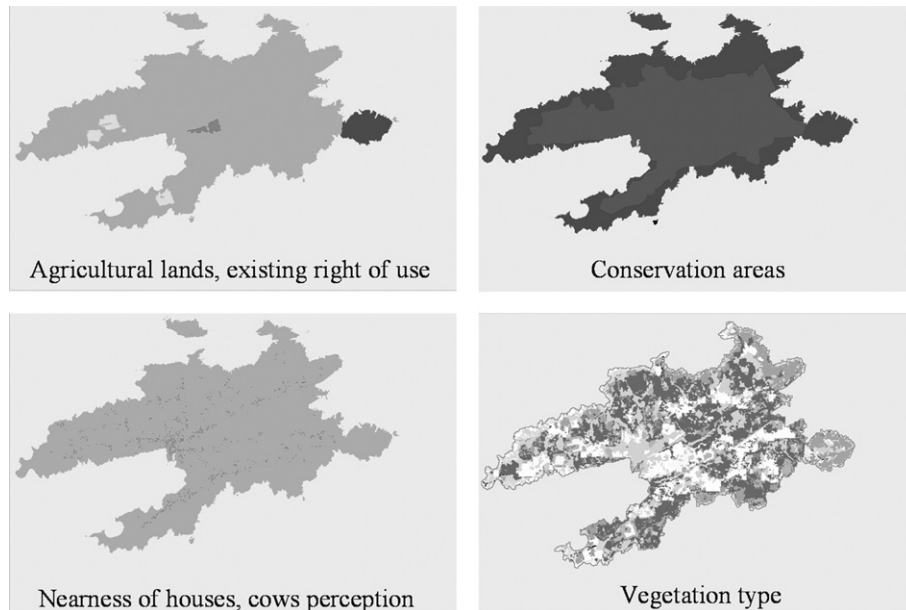 Agricultural lands, existing right of use
Conservation areas
Nearness of houses, cows perception
Vegetation type